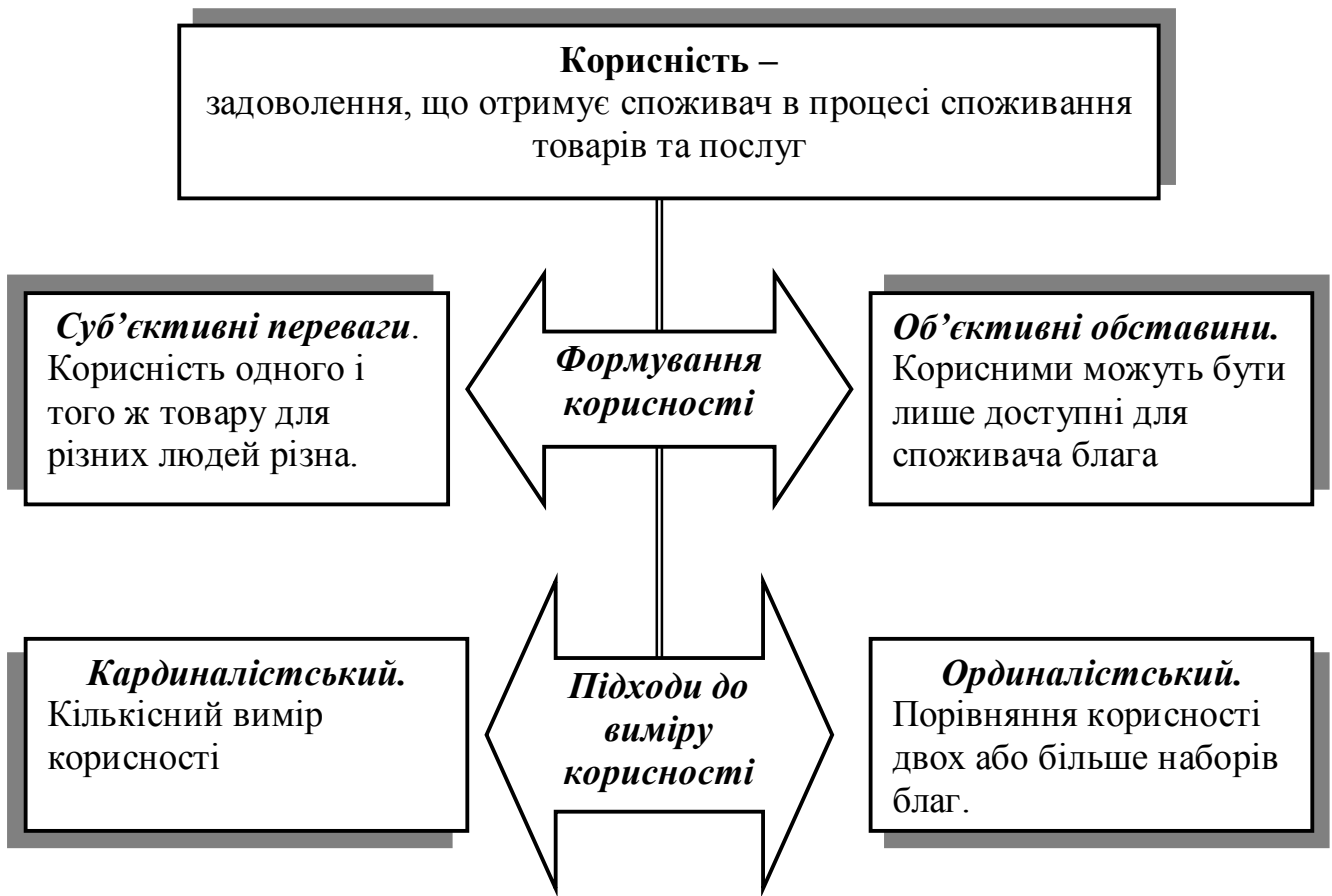 Корисність –
задоволення, що отримує споживач в процесі споживання
товарів та послуг
Суб’єктивні переваги.
Корисність одного і
того ж товару для
різних людей різна.
Формування
корисності
Об’єктивні обставини.
Корисними можуть бути
лише доступні для
споживача блага
Кардиналістський.
Кількісний вимір
корисності
Підходи до
виміру
корисності
Ординалістський.
Порівняння корисності
двох або більше наборів
благ.